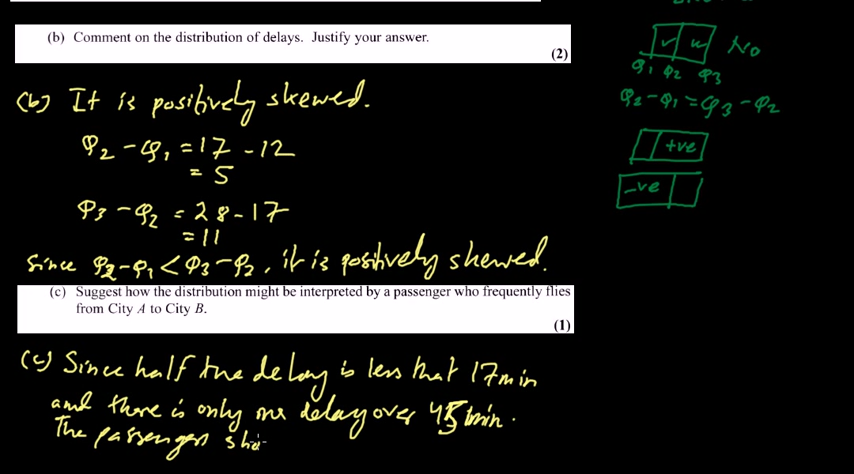 (b) Comment on the distribution of delays. Justify your answer.
(2)
(b) It is positively skewed.
Q2 - Q1 = 17 - 12
= 5
Q3 - Q2 = 28 - 17
= 11
since Q2 - Q1 < Q3 - Q2, it is positively skewed.
(c) Suggest how the distribution might be interpreted by a passenger who frequently flies
from City A to City B.
(1)
(c) Since half the delay is less that 17min
and there is only one delay over 45 min.
The passenger sho
No
Q1 Q2 Q3
Q2 - Q1 = Q3 - Q2
+ve
-ve